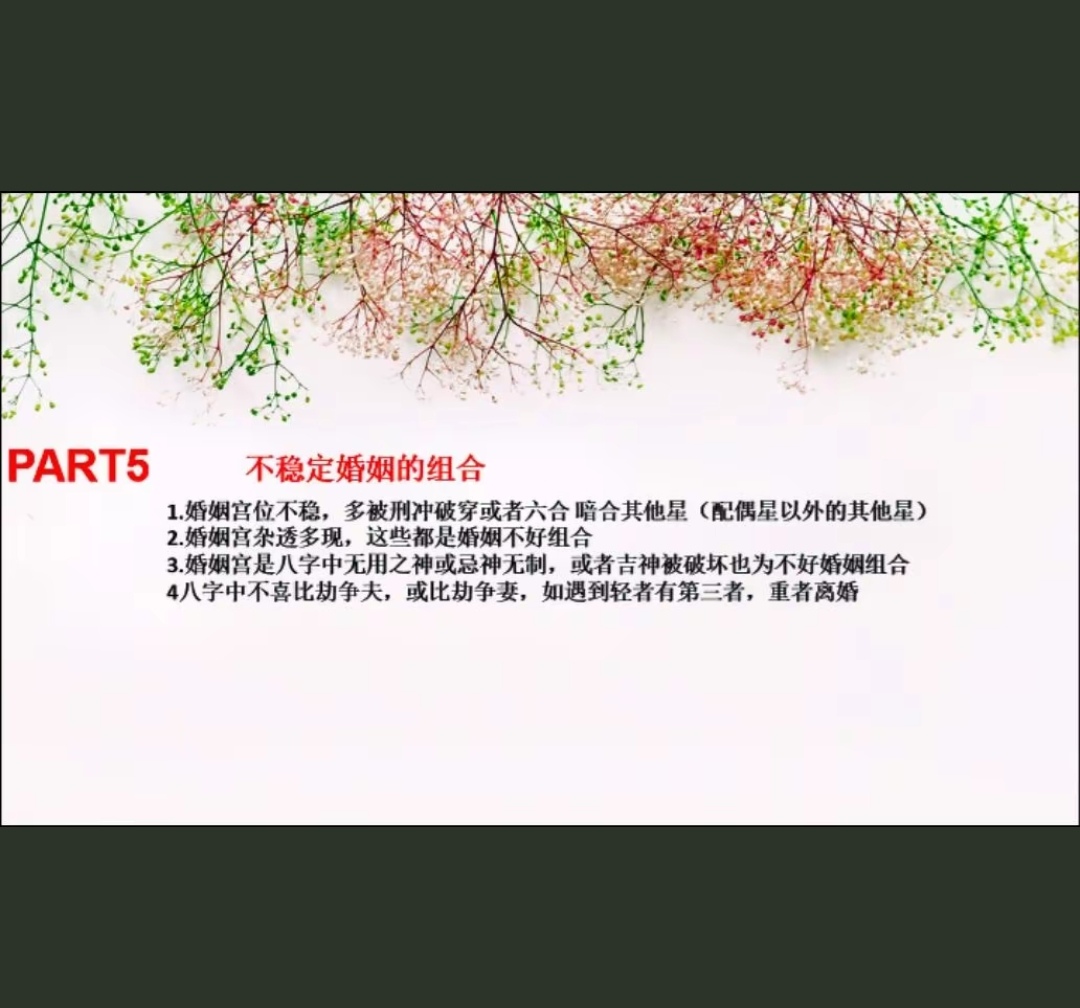 PART5 不稳定婚姻的组合
1.婚姻宫位不稳，多被刑冲破穿或者六合 暗合其他星（配偶星以外的其他星）
2.婚姻宫杂透多现，这些都是婚姻不好组合
3.婚姻宫是八字中无用之神或忌神无制，或者吉神被破坏也为不好婚姻组合
4八字中不喜比劫争夫，或比劫争妻，如遇到轻者有第三者，重者离婚